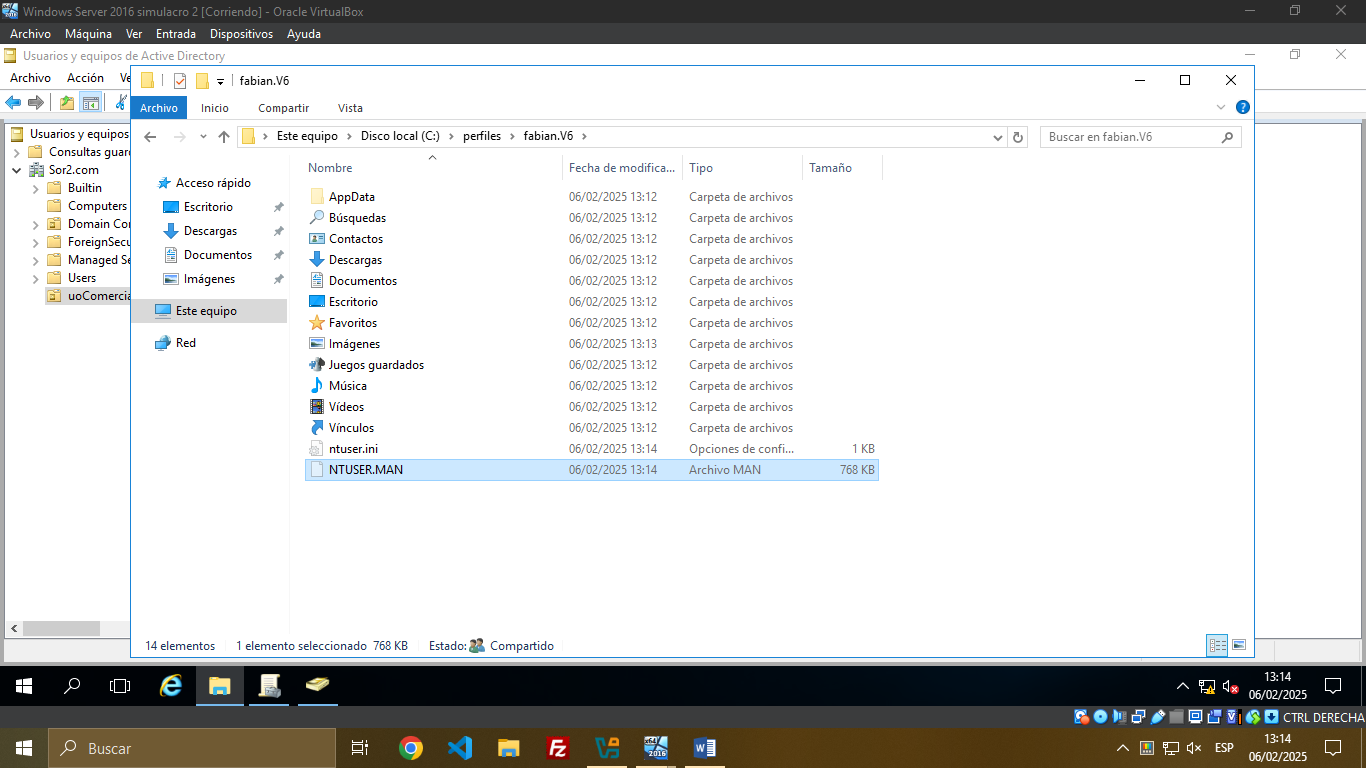 Windows Server 2016 simulacro 2 [Corriendo] - Oracle VirtualBox
Archivo Máquina Ver Entrada Dispositivos Ayuda
Usuarios y equipos de Active Directory
Archivo Acción
fabian.V6
Archivo Inicio Compartir Vista
Este equipo Disco local (C:) perfiles fabian.V6
Buscar en fabian.V6
Usuarios y equipos
Consultas guar
Sor2.com
Builtin
Computers
Domain Cor
ForeignSecu
Managed Se
Users
uoComercia
Acceso rápido
Escritorio
Descargas
Documentos
Imágenes
Este equipo
Red
Nombre Fecha de modifica... Tipo Tamaño
AppData 06/02/2025 13:12 Carpeta de archivos
Búsquedas 06/02/2025 13:12 Carpeta de archivos
Contactos 06/02/2025 13:12 Carpeta de archivos
Descargas 06/02/2025 13:12 Carpeta de archivos
Documentos 06/02/2025 13:12 Carpeta de archivos
Escritorio 06/02/2025 13:12 Carpeta de archivos
Favoritos 06/02/2025 13:12 Carpeta de archivos
Imágenes 06/02/2025 13:13 Carpeta de archivos
Juegos guardados 06/02/2025 13:12 Carpeta de archivos
Música 06/02/2025 13:12 Carpeta de archivos
Vídeos 06/02/2025 13:12 Carpeta de archivos
Vínculos 06/02/2025 13:12 Carpeta de archivos
ntuser.ini 06/02/2025 13:14 Opciones de confi... 1 KB
NTUSER.MAN 06/02/2025 13:14 Archivo MAN 768 KB
14 elementos 1 elemento seleccionado 768 KB Estado: Compartido
13:14
06/02/2025
CTRL DERECHA
Buscar
ESP
13:14
06/02/2025